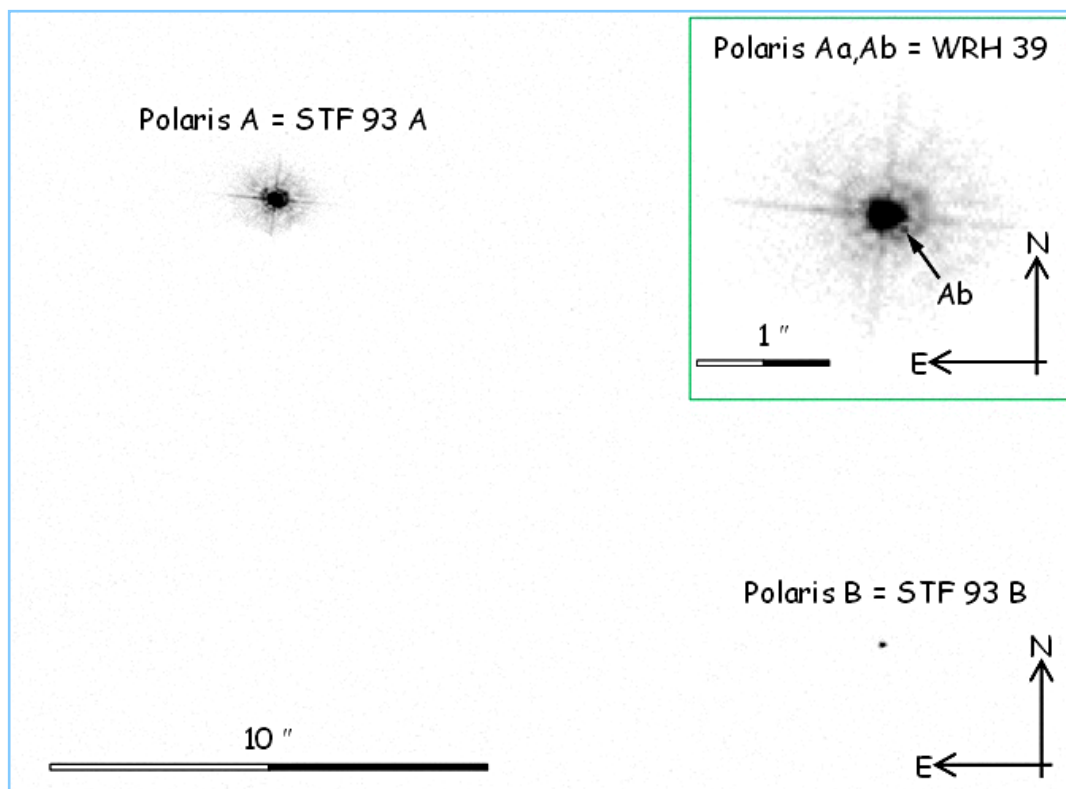 Polaris Aa,Ab = WRH 39
Polaris A = STF 93 A
N
Ab
1 ″
E
Polaris B = STF 93 B
N
10 ″
E